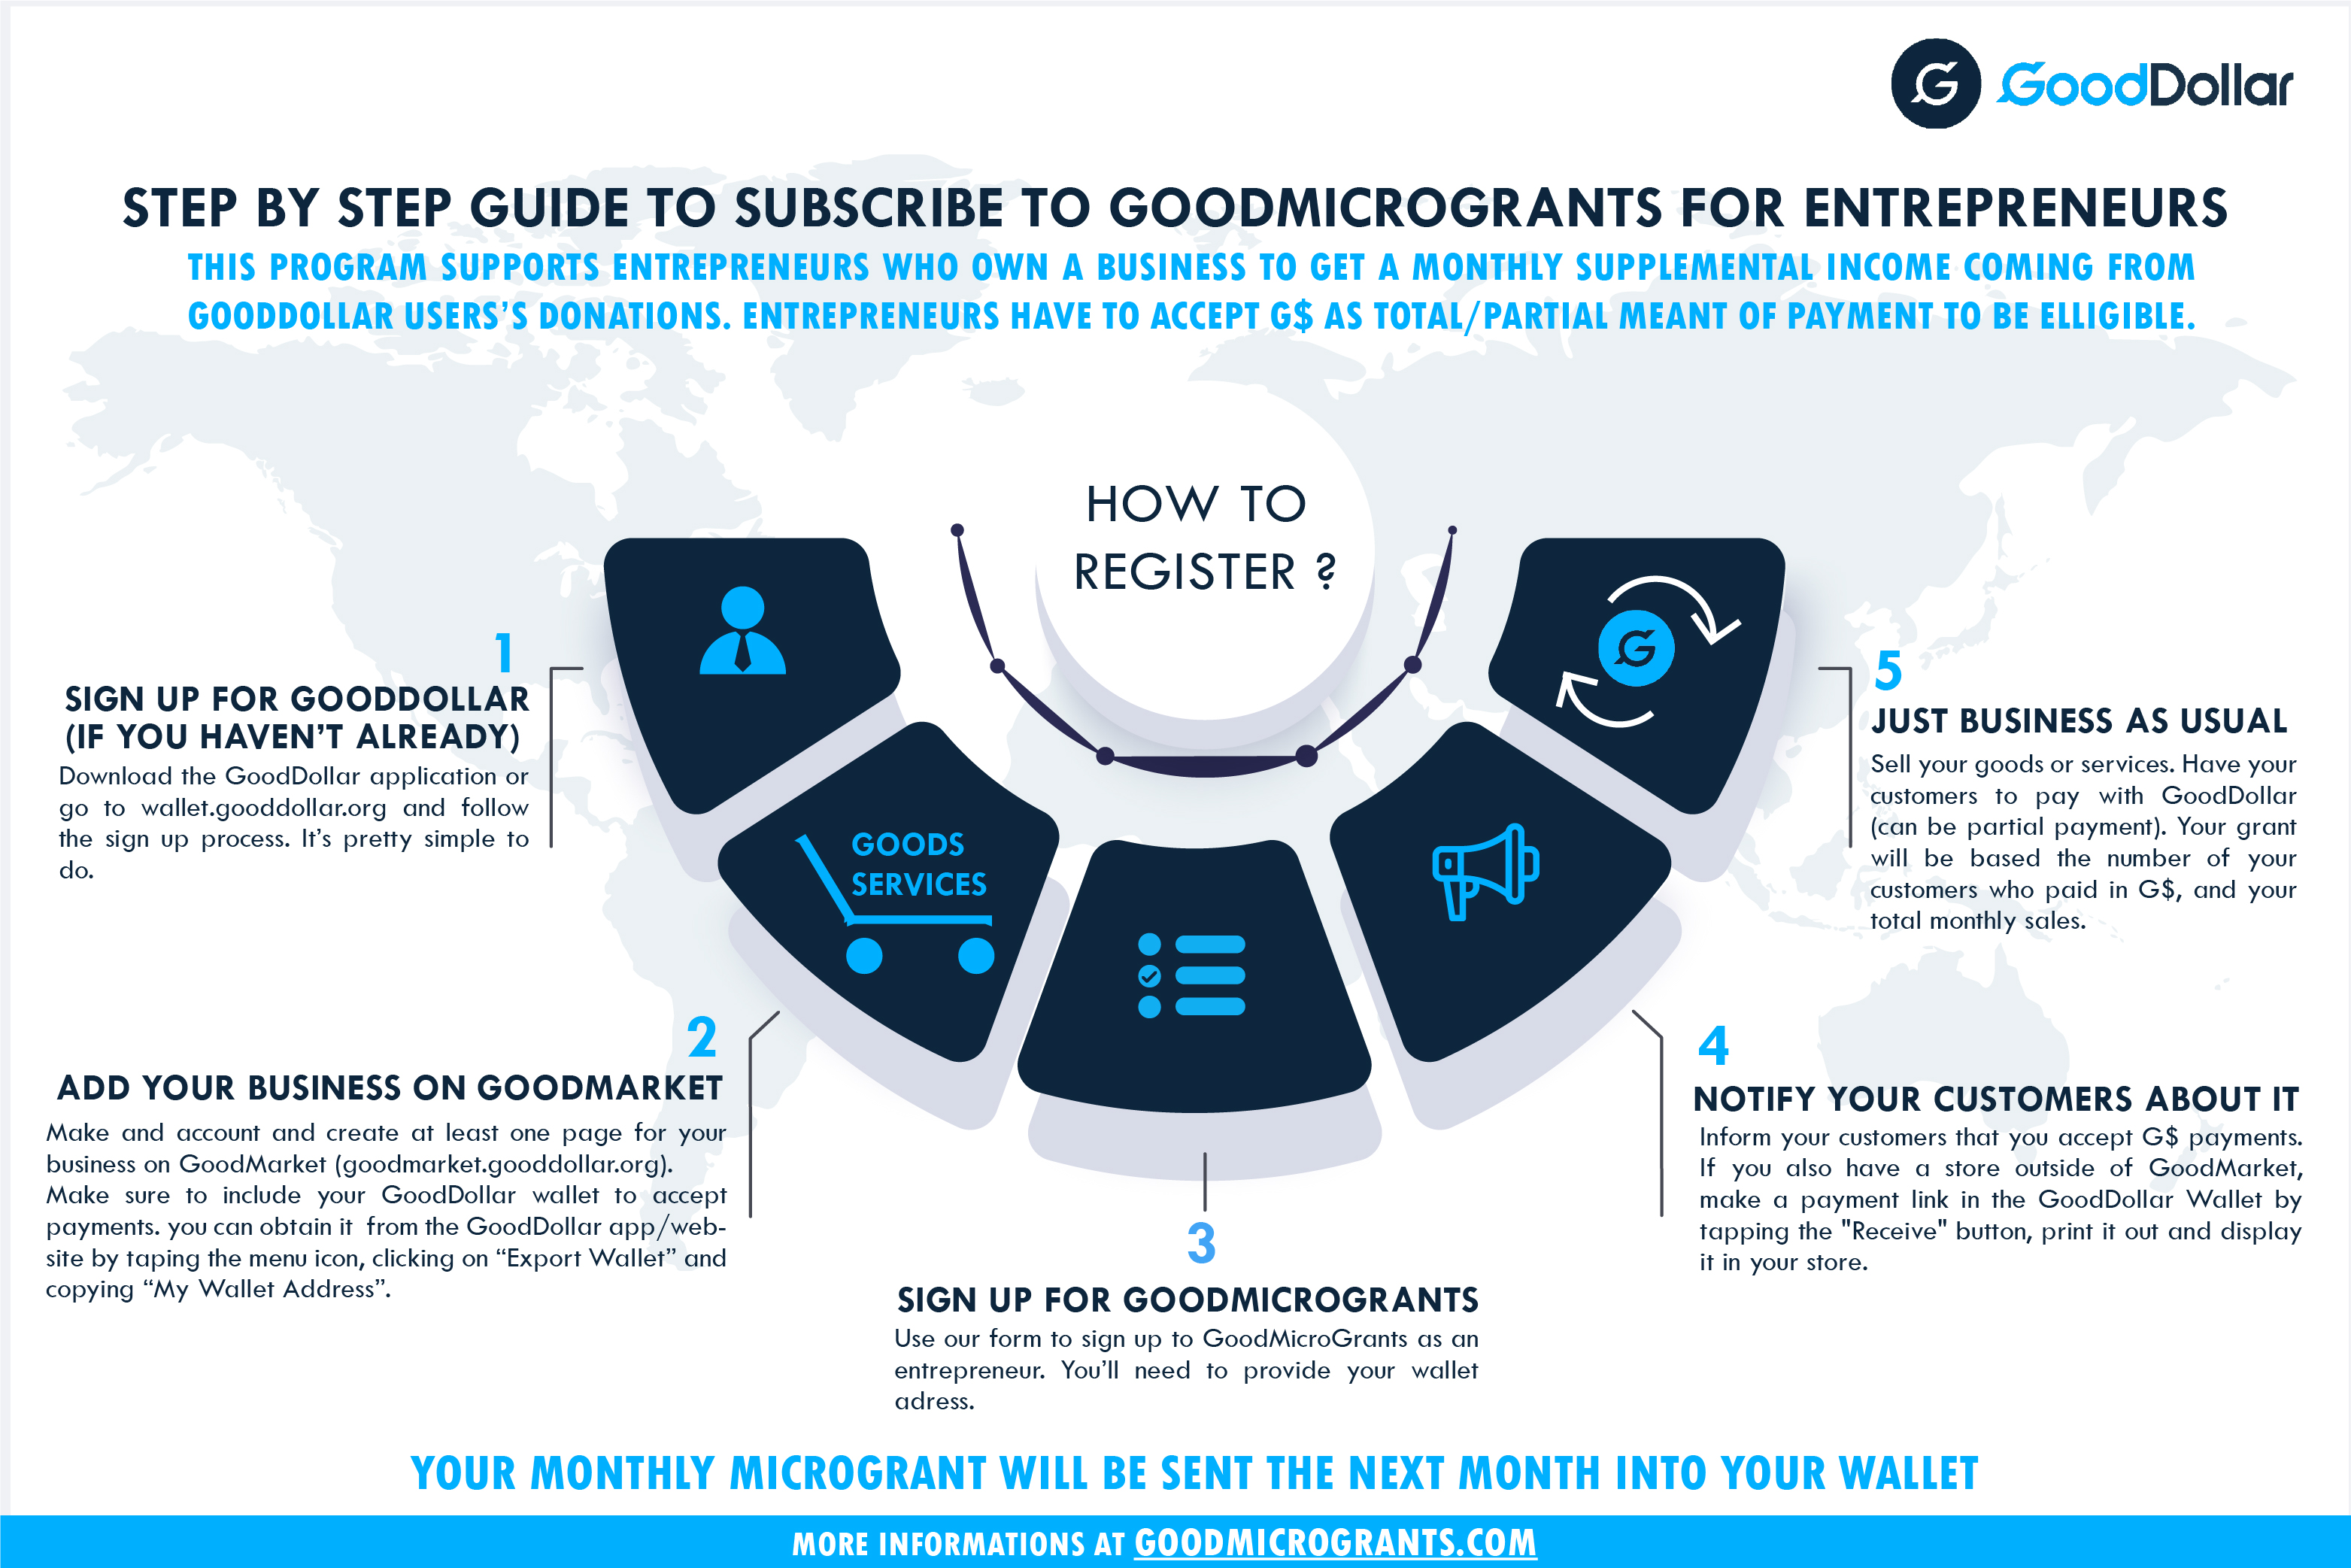 GoodDollar
STEP BY STEP GUIDE TO SUBSCRIBE TO GOODMICROGRANTS FOR ENTREPRENEURS
THIS PROGRAM SUPPORTS ENTREPRENEURS WHO OWN A BUSINESS TO GET A MONTHLY SUPPLEMENTAL INCOME COMING FROM
GOODDOLLAR USERS'S DONATIONS. ENTREPRENEURS HAVE TO ACCEPT G$ AS TOTAL/PARTIAL MEANT OF PAYMENT TO BE ELLIGIBLE.
HOW TO
REGISTER ?
1
SIGN UP FOR GOODDOLLAR
(IF YOU HAVEN'T ALREADY)
Download the GoodDollar application or
go to wallet.gooddollar.org and follow
the sign up process. It's pretty simple to
do.
GOODS
SERVICES
2
ADD YOUR BUSINESS ON GOODMARKET
Make and account and create at least one page for your
business on GoodMarket (goodmarket.gooddollar.org).
Make sure to include your GoodDollar wallet to accept
payments. you can obtain it from the GoodDollar app/web-
site by taping the menu icon, clicking on “Export Wallet” and
copying “My Wallet Address”.
3
SIGN UP FOR GOODMICROGRANTS
Use our form to sign up to GoodMicroGrants as an
entrepreneur. You'll need to provide your wallet
adress.
4
NOTIFY YOUR CUSTOMERS ABOUT IT
Inform your customers that you accept G$ payments.
If you also have a store outside of GoodMarket,
make a payment link in the GoodDollar Wallet by
tapping the "Receive" button, print it out and display
it in your store.
5
JUST BUSINESS AS USUAL
Sell your goods or services. Have your
customers to pay with GoodDollar
(can be partial payment). Your grant
will be based the number of your
customers who paid in G$, and your
total monthly sales.
YOUR MONTHLY MICROGRANT WILL BE SENT THE NEXT MONTH INTO YOUR WALLET
MORE INFORMATIONS AT GOODMICROGRANTS.COM